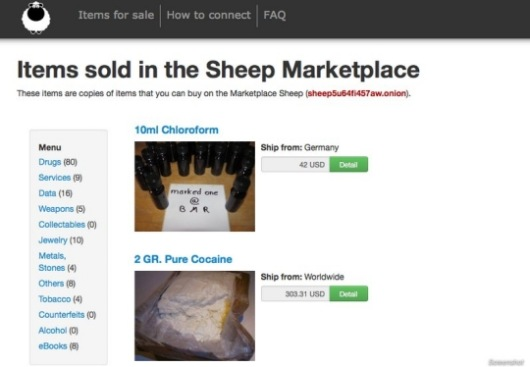 Items for sale
How to connect
FAQ
Items sold in the Sheep Marketplace
These items are copies of items that you can buy on the Marketplace Sheep (sheep5u64fi457aw.onion).
Menu
Drugs (80)
Services (9)
Data (16)
Weapons (5)
Collectables (0)
Jewelry (10)
Metals,
Stones (4)
Others (8)
Tobacco (4)
Counterfeits (0)
Alcohol (0)
eBooks (8)
10ml Chloroform
marked one
@
B M R
Ship from: Germany
42 USD Detail
2 GR. Pure Cocaine
Ship from: Worldwide
303.31 USD Detail
Screenshot